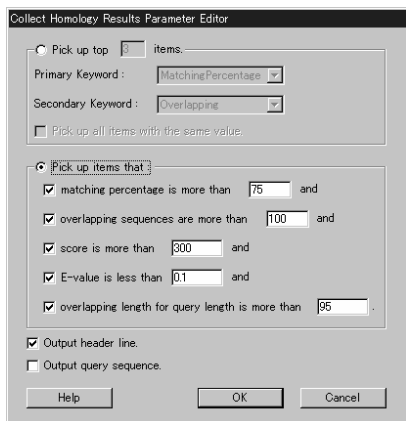 Collect Homology Results Parameter Editor
Pick up top 3 items.
Primary Keyword : MatchingPercentage
Secondary Keyword : Overlapping
Pick up all items with the same value.
Pick up items that :
matching percentage is more than 75 and
overlapping sequences are more than 100 and
score is more than 300 and
E-value is less than 0.1 and
overlapping length for query length is more than 95 .
Output header line.
Output query sequence.
Help OK Cancel